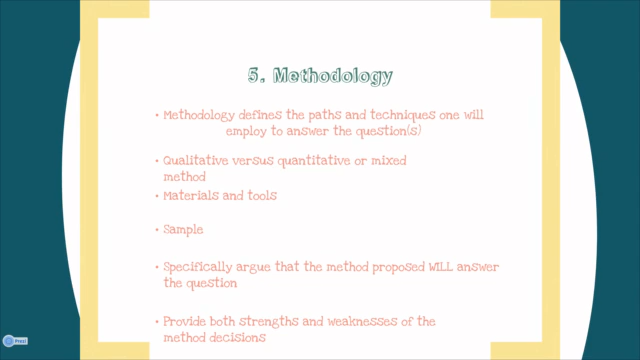 5. Methodology
• Methodology defines the paths and techniques one will
employ to answer the question(s)
• Qualitative versus quantitative or mixed
method
• Materials and tools
• Sample
• Specifically argue that the method proposed WILL answer
the question
• Provide both strengths and weaknesses of the
method decisions
Prezi